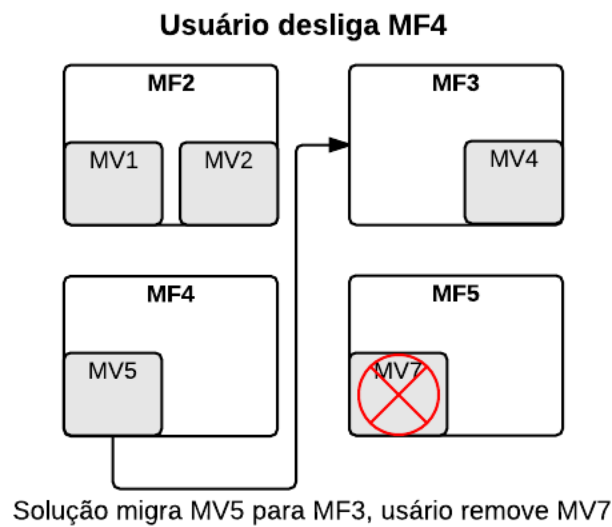 Usuário desliga MF4
MF2
MF3
MV1
MV2
MV4
MF4
MF5
MV5
MV7
Solução migra MV5 para MF3, usário remove MV7